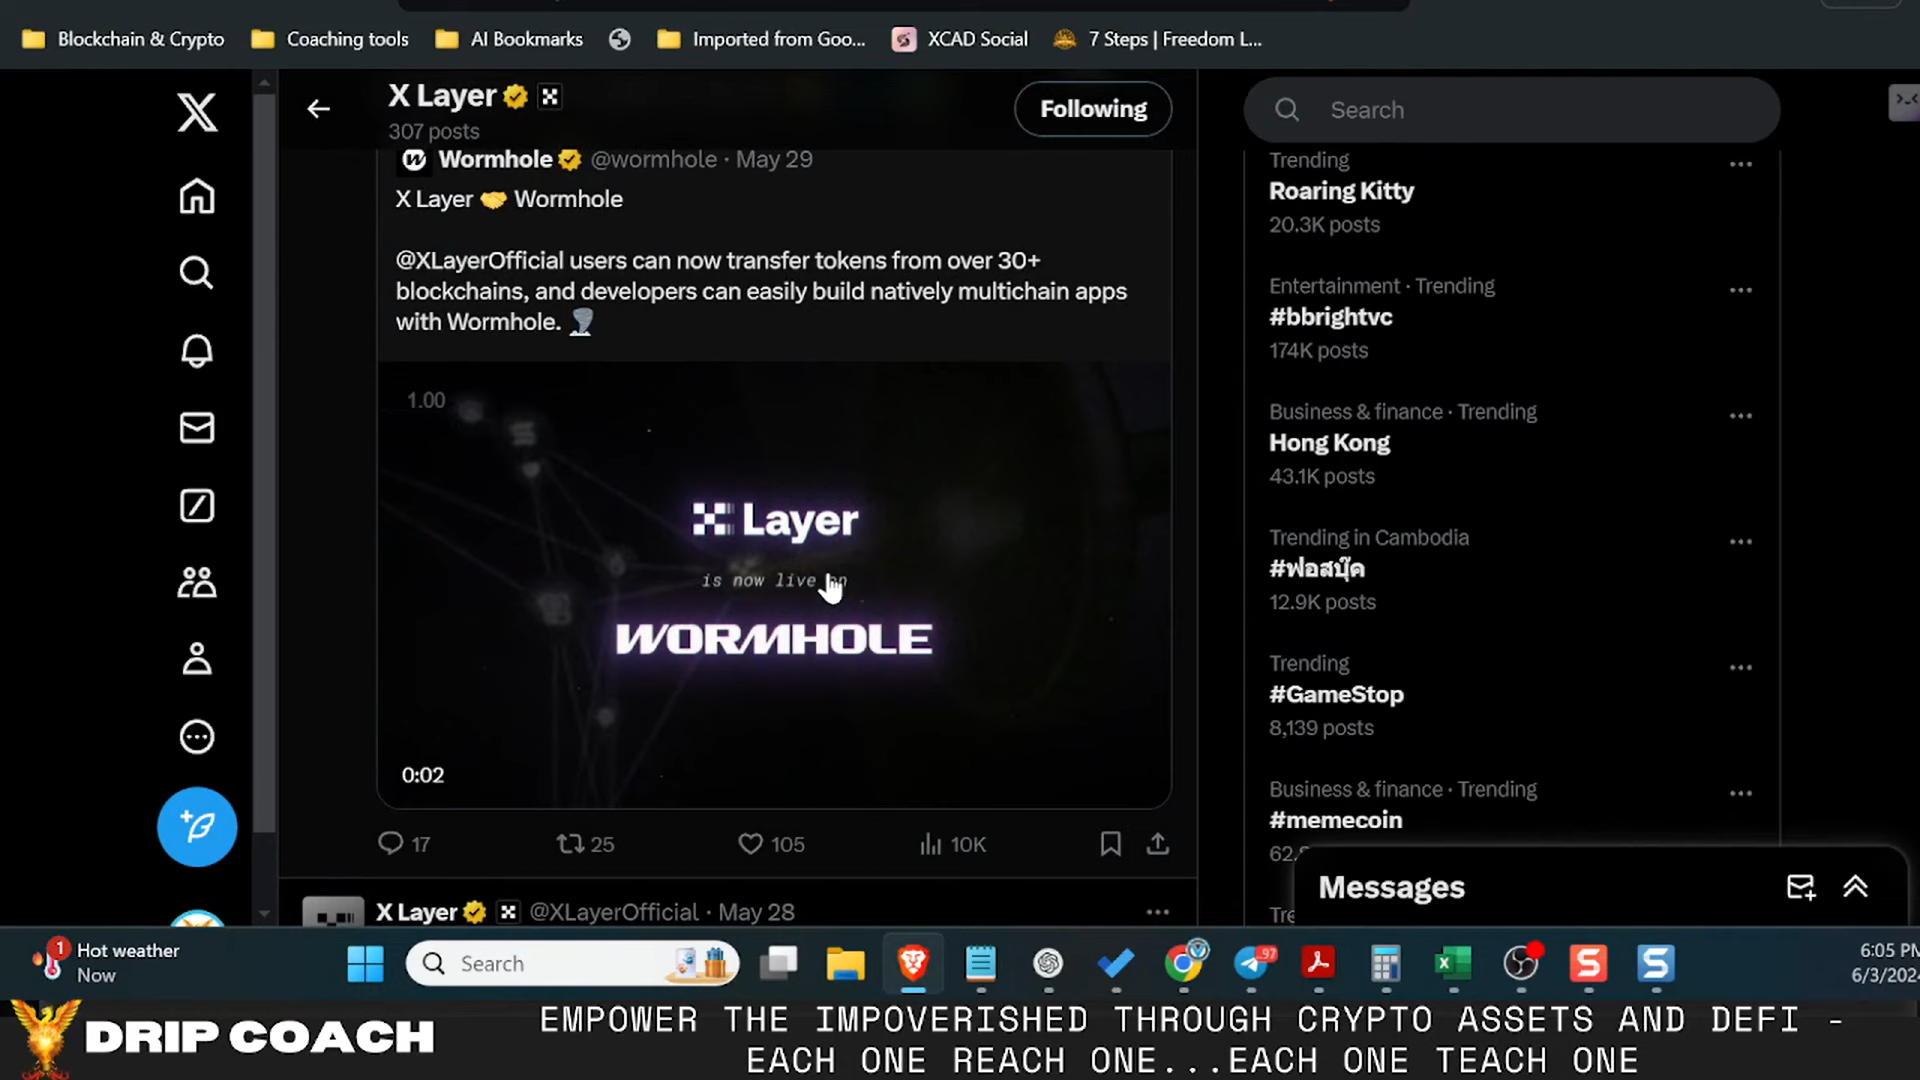 Blockchain & Crypto
Coaching tools
AI Bookmarks
Imported from Goo...
XCAD Social
7 Steps | Freedom L...
X Layer
307 posts
Following
Search
Wormhole @wormhole · May 29
X Layer 🤝 Wormhole
@XLayerOfficial users can now transfer tokens from over 30+
blockchains, and developers can easily build natively multichain apps
with Wormhole. 🌪️
1.00
Layer
is now live on
WORMHOLE
0:02
17
25
105
10K
X Layer @XLayerOfficial · May 28
Trending
Roaring Kitty
20.3K posts
Entertainment · Trending
#bbrightvc
174K posts
Business & finance · Trending
Hong Kong
43.1K posts
Trending in Cambodia
#ฟอสบุ๊ค
12.9K posts
Trending
#GameStop
8,139 posts
Business & finance · Trending
#memecoin
Messages
1
Hot weather
Now
Search
97
6:05 PM
6/3/202
DRIP COACH
EMPOWER THE IMPOVERISHED THROUGH CRYPTO ASSETS AND DEFI -
EACH ONE REACH ONE...EACH ONE TEACH ONE